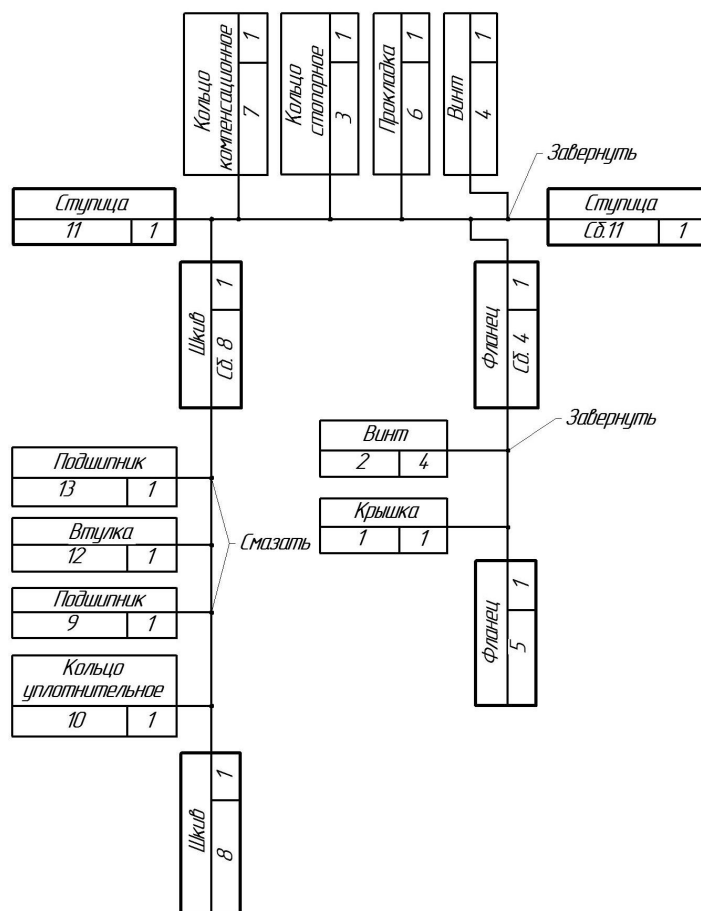 Кольцо
компенсационное
7
1
Кольцо
стопорное
3
1
Прокладка
6
1
Винт
4
1
Завернуть
Ступица
11
1
Ступица
Сб.11
1
Шкив
Сб. 8
1
Фланец
Сб. 4
1
Завернуть
Винт
2
4
Подшипник
13
1
Крышка
1
1
Втулка
12
1
Смазать
Подшипник
9
1
Фланец
5
1
Кольцо
уплотнительное
10
1
Шкив
8
1